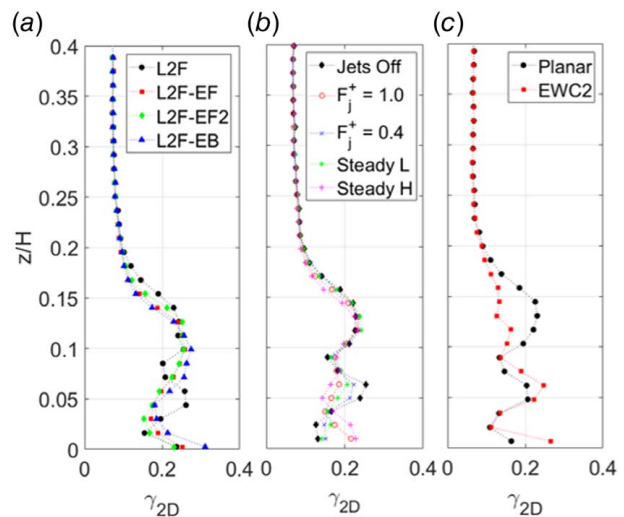 (a)
z/H
0.4
0.35
0.3
0.25
0.2
0.15
0.1
0.05
0
L2F
L2F-EF
L2F-EF2
L2F-EB
0 0.2 0.4
γ2D
(b)
Jets Off
Fj+ = 1.0
Fj+ = 0.4
Steady L
Steady H
0 0.2 0.4
γ2D
(c)
Planar
EWC2
0 0.2 0.4
γ2D